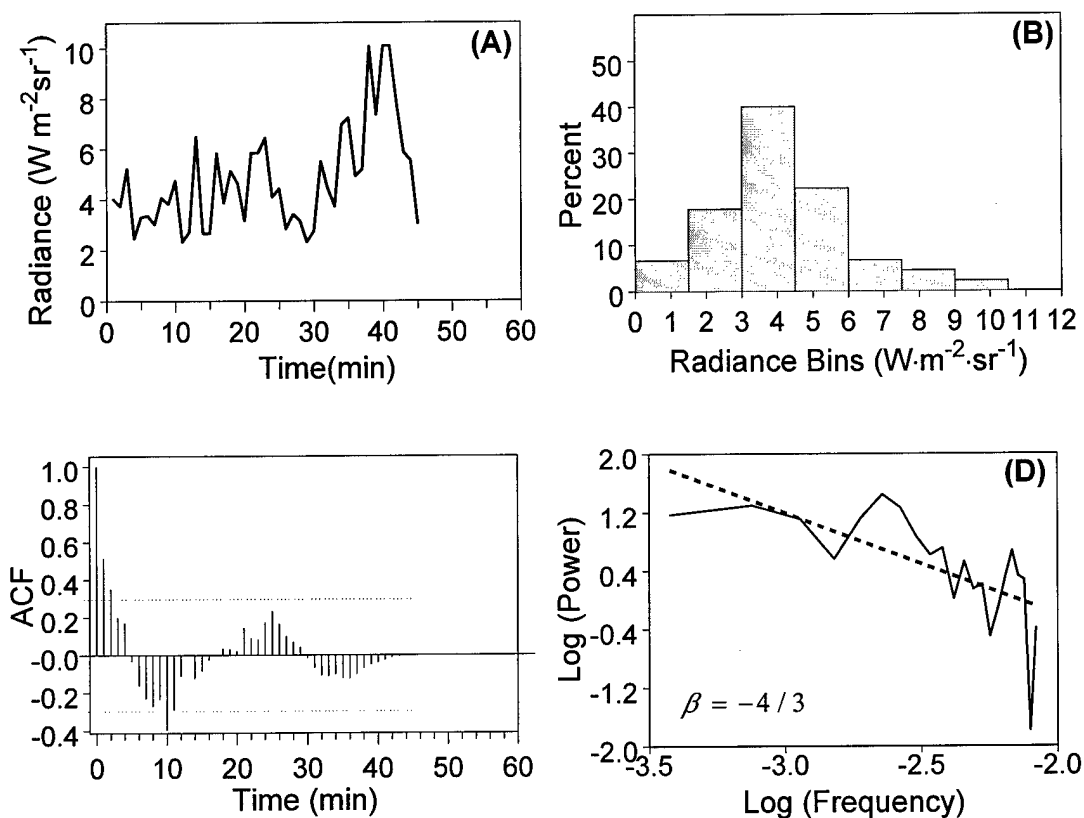 (A)
Radiance (W m-2sr-1)
10
8
6
4
2
0
0 10 20 30 40 50 60
Time(min)
(B)
Percent
50
40
30
20
10
0
0 1 2 3 4 5 6 7 8 9 10 11 12
Radiance Bins (W·m-2·sr-1)
ACF
1.0
0.8
0.6
0.4
0.2
-0.0
-0.2
-0.4
0 10 20 30 40 50 60
Time (min)
(D)
Log (Power)
2.0
1.2
0.4
-0.4
-1.2
-2.0
β = -4 / 3
-3.5 -3.0 -2.5 -2.0
Log (Frequency)